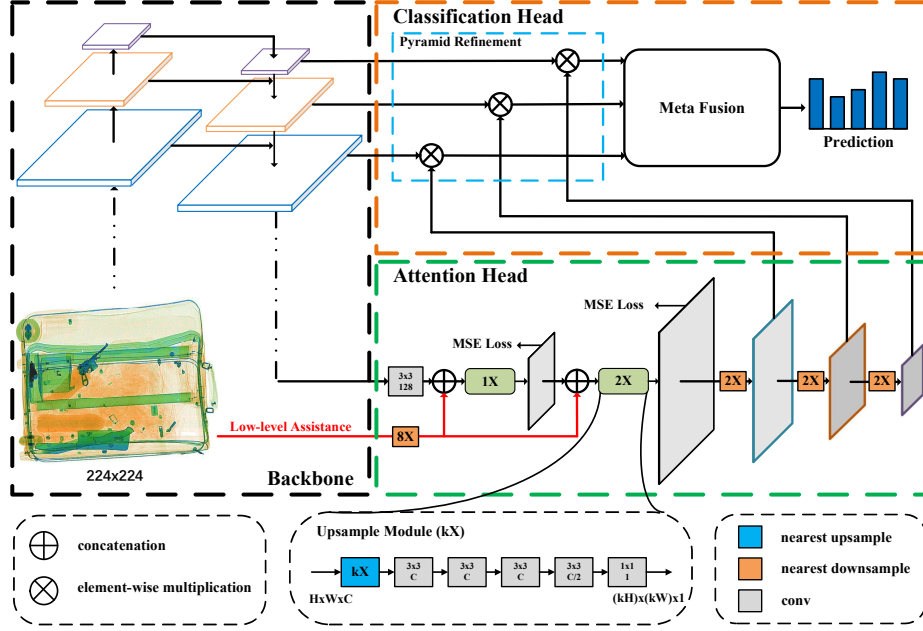 Classification Head
Pyramid Refinement
Meta Fusion
Prediction
Attention Head
MSE Loss
MSE Loss
3x3
128
1X
2X
2X
2X
2X
Low-level Assistance
8X
224x224
Backbone
concatenation
element-wise multiplication
Upsample Module (kX)
kX
3x3
C
3x3
C
3x3
C
3x3
C/2
1x1
1
HxWxC
(kH)x(kW)x1
nearest upsample
nearest downsample
conv